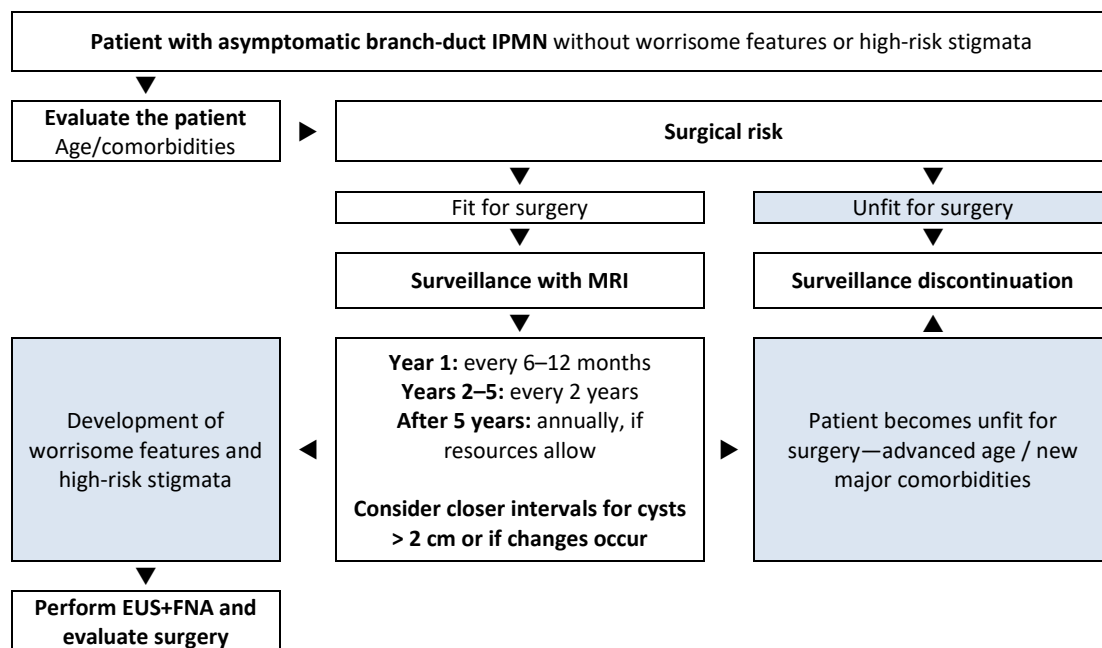 Patient with asymptomatic branch-duct IPMN without worrisome features or high-risk stigmata
Evaluate the patient
Age/comorbidities
Surgical risk
Fit for surgery
Unfit for surgery
Surveillance with MRI
Surveillance discontinuation
Development of
worrisome features and
high-risk stigmata
Year 1: every 6–12 months
Years 2–5: every 2 years
After 5 years: annually, if
resources allow
Consider closer intervals for cysts
> 2 cm or if changes occur
Patient becomes unfit for
surgery—advanced age / new
major comorbidities
Perform EUS+FNA and
evaluate surgery